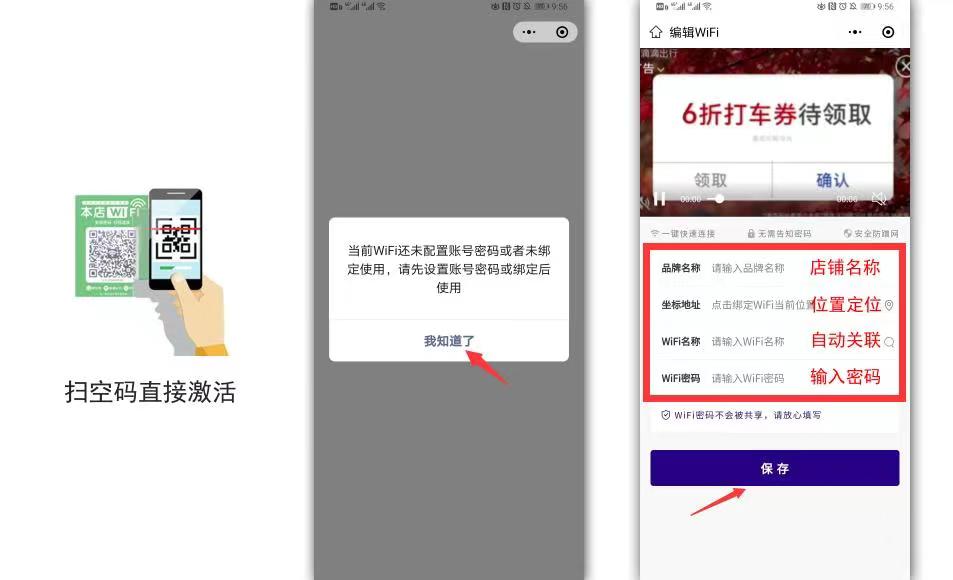 本店WIFI
扫空码直接激活
9:56
当前WiFi还未配置账号密码或者未绑
定使用，请先设置账号密码或绑定后
使用
我知道了
9:56
编辑WiFi
滴滴出行
广告
6折打车券待领取
领取
确认
00:00
00:00
一键快速连接
无需告知密码
安全防蹭网
品牌名称 请输入品牌名称 店铺名称
坐标地址 点击绑定WiFi当前位置 位置定位
WiFi名称 请输入WiFi名称 自动关联
WiFi密码 请输入WiFi密码 输入密码
WiFi密码不会被共享，请放心填写
保存